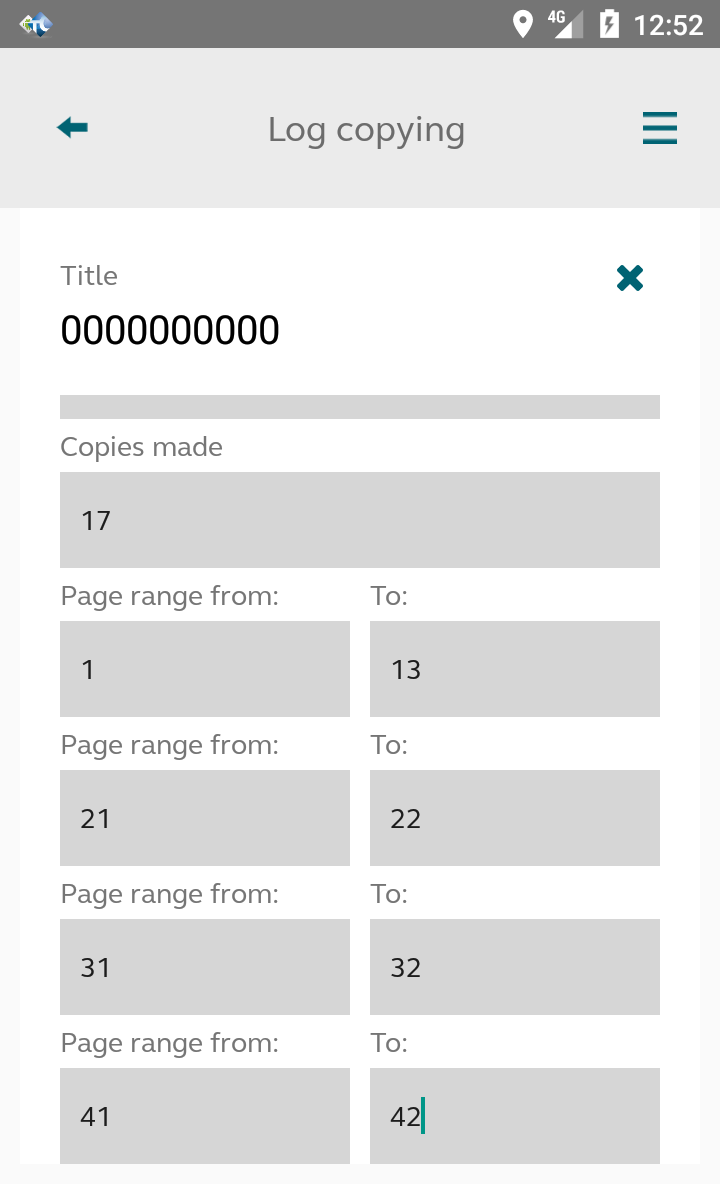 4G 12:52
Log copying
Title
0000000000
Copies made
17
Page range from: To:
1 13
Page range from: To:
21 22
Page range from: To:
31 32
Page range from: To:
41 42